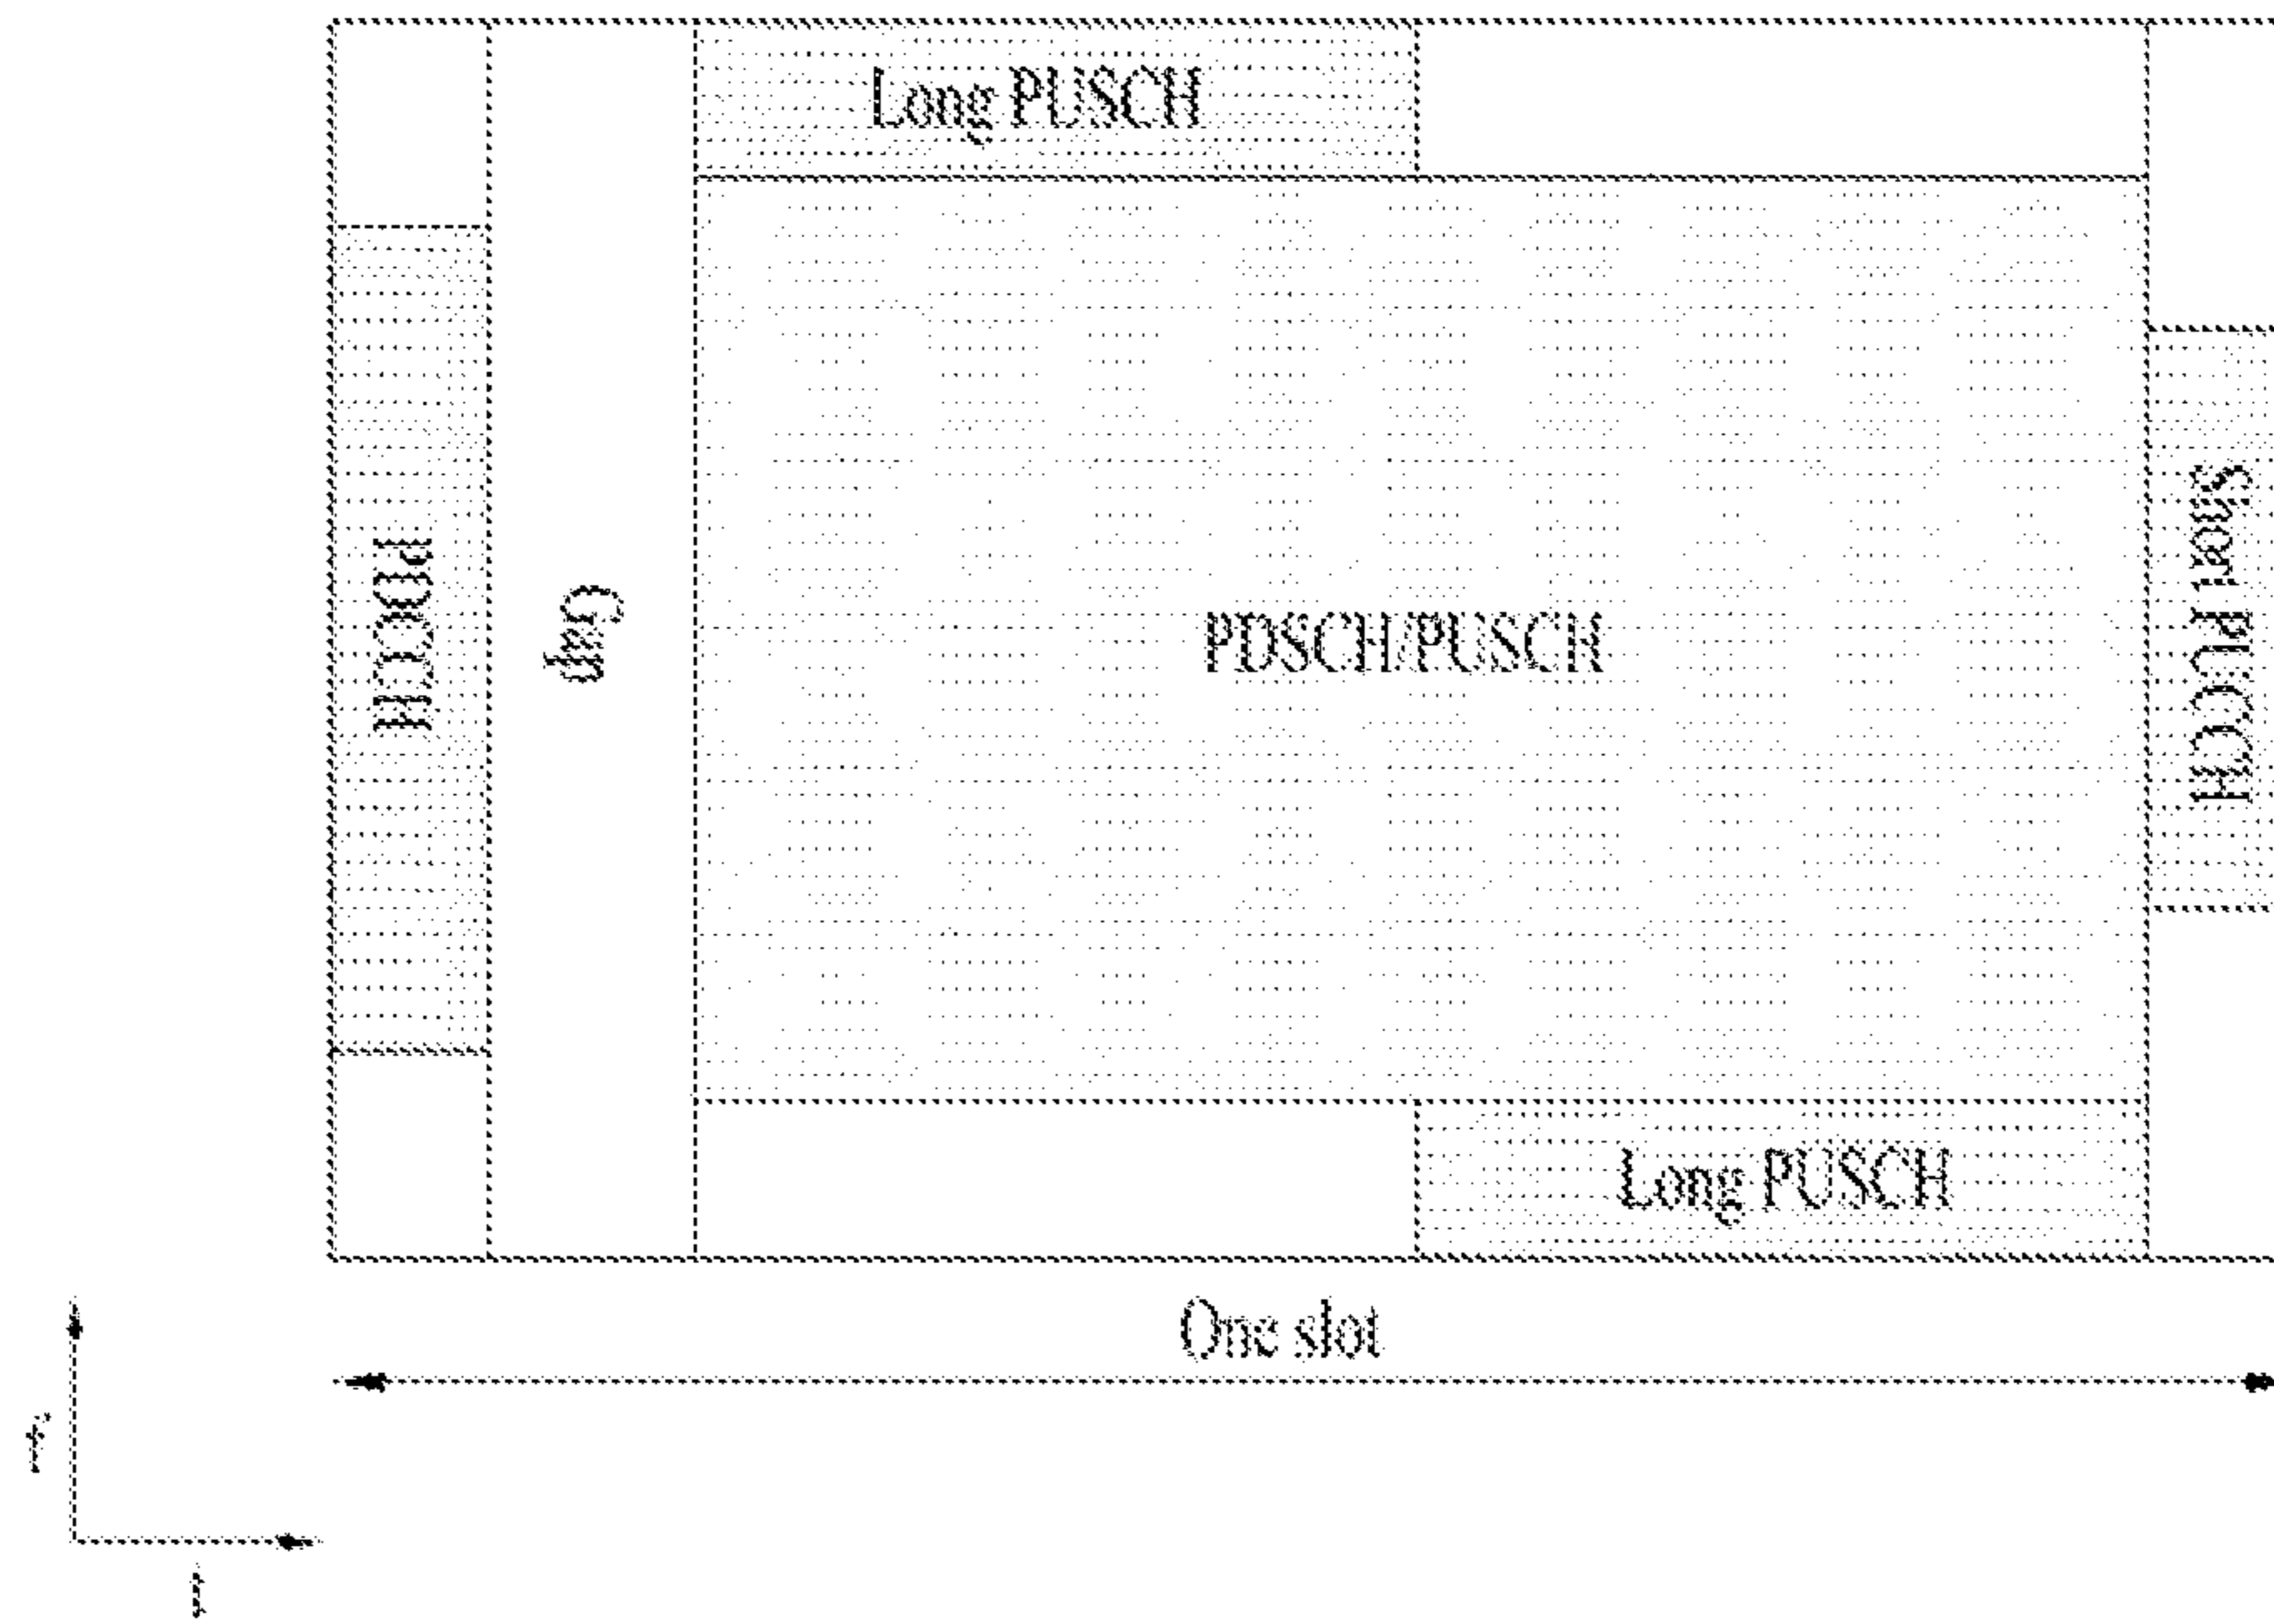 Long PUSCH
PDCCH
Gap
PDSCH/PUSCH
Short PUCCH
Long PUSCH
One slot
f
t